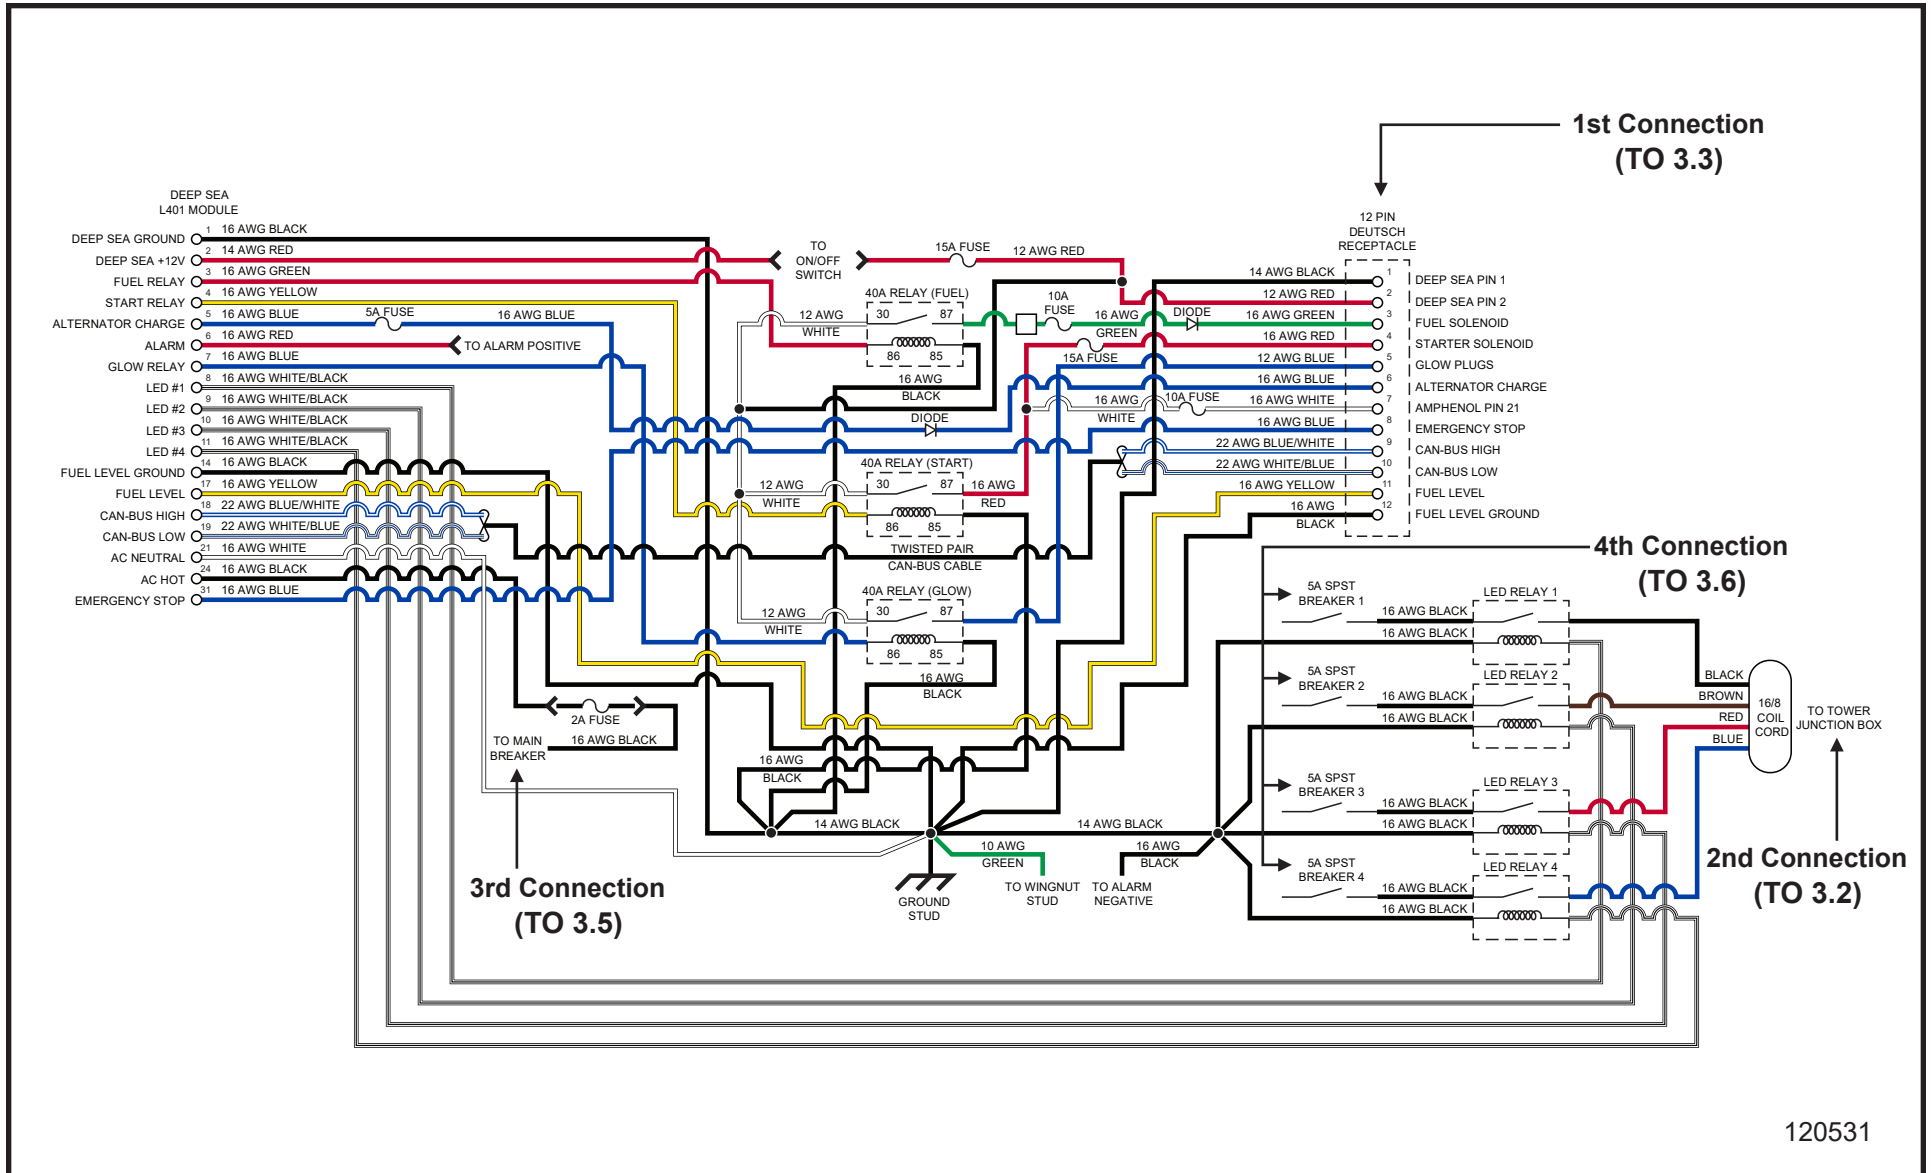 1st Connection
(TO 3.3)
DEEP SEA
L401 MODULE
DEEP SEA GROUND 1 16 AWG BLACK
DEEP SEA +12V 2 14 AWG RED
FUEL RELAY 3 16 AWG GREEN
START RELAY 4 16 AWG YELLOW
ALTERNATOR CHARGE 5 16 AWG BLUE 5A FUSE 16 AWG BLUE
ALARM 6 16 AWG RED TO ALARM POSITIVE
GLOW RELAY 7 16 AWG BLUE
LED #1 8 16 AWG WHITE/BLACK
LED #2 9 16 AWG WHITE/BLACK
LED #3 10 16 AWG WHITE/BLACK
LED #4 11 16 AWG WHITE/BLACK
FUEL LEVEL GROUND 14 16 AWG BLACK
FUEL LEVEL 17 16 AWG YELLOW
CAN-BUS HIGH 18 22 AWG BLUE/WHITE
CAN-BUS LOW 19 22 AWG WHITE/BLUE
AC NEUTRAL 21 16 AWG WHITE
AC HOT 24 16 AWG BLACK
EMERGENCY STOP 31 16 AWG BLUE
TO
ON/OFF
SWITCH
15A FUSE
12 AWG RED
40A RELAY (FUEL)
30 87
86 85
12 AWG
WHITE
10A
FUSE
16 AWG
GREEN
DIODE
15A FUSE
16 AWG
BLACK
16 AWG
WHITE
10A FUSE
DIODE
40A RELAY (START)
30 87
86 85
12 AWG
WHITE
16 AWG
RED
TWISTED PAIR
CAN-BUS CABLE
40A RELAY (GLOW)
30 87
86 85
12 AWG
WHITE
16 AWG
BLACK
12 PIN
DEUTSCH
RECEPTACLE
14 AWG BLACK 1 DEEP SEA PIN 1
12 AWG RED 2 DEEP SEA PIN 2
16 AWG GREEN 3 FUEL SOLENOID
16 AWG RED 4 STARTER SOLENOID
12 AWG BLUE 5 GLOW PLUGS
16 AWG BLUE 6 ALTERNATOR CHARGE
16 AWG WHITE 7 AMPHENOL PIN 21
16 AWG BLUE 8 EMERGENCY STOP
22 AWG BLUE/WHITE 9 CAN-BUS HIGH
22 AWG WHITE/BLUE 10 CAN-BUS LOW
16 AWG YELLOW 11 FUEL LEVEL
16 AWG
BLACK
12 FUEL LEVEL GROUND
4th Connection
(TO 3.6)
5A SPST
BREAKER 1
16 AWG BLACK
16 AWG BLACK
LED RELAY 1
5A SPST
BREAKER 2
16 AWG BLACK
16 AWG BLACK
LED RELAY 2
5A SPST
BREAKER 3
16 AWG BLACK
16 AWG BLACK
LED RELAY 3
5A SPST
BREAKER 4
16 AWG BLACK
16 AWG BLACK
LED RELAY 4
BLACK
BROWN
RED
BLUE
16/8
COIL
CORD
TO TOWER
JUNCTION BOX
2nd Connection
(TO 3.2)
2A FUSE
16 AWG BLACK
TO MAIN
BREAKER
3rd Connection
(TO 3.5)
16 AWG
BLACK
14 AWG BLACK
14 AWG BLACK
10 AWG
GREEN
16 AWG
BLACK
GROUND
STUD
TO WINGNUT
STUD
TO ALARM
NEGATIVE
120531